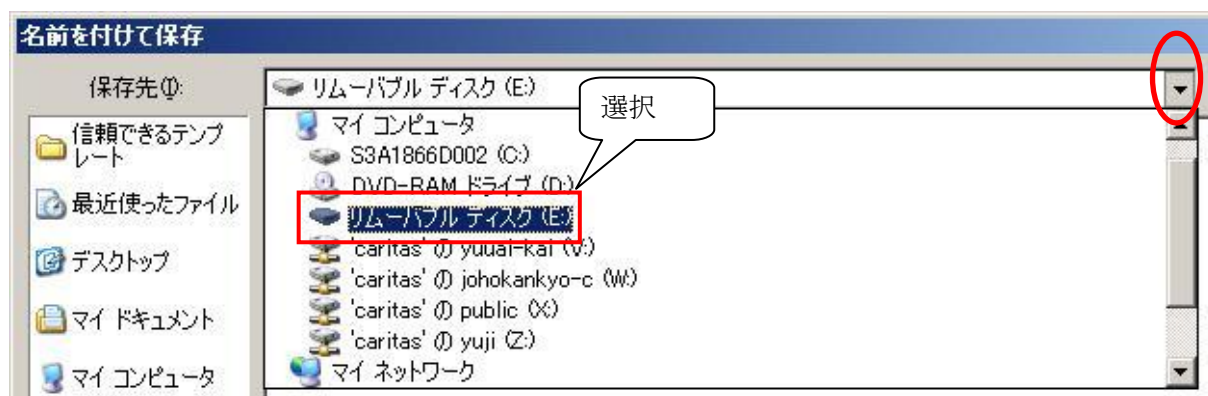 名前を付けて保存
保存先(I):
リムーバブル ディスク (E:)
選択
マイ コンピュータ
S3A1866D002 (C:)
DVD-RAM ドライブ (D:)
リムーバブル ディスク (E:)
'caritas' の yuuai-kai (V:)
'caritas' の johokankyo-c (W:)
'caritas' の public (X:)
'caritas' の yuji (Z:)
マイ ネットワーク
信頼できるテンプ
レート
最近使ったファイル
デスクトップ
マイ ドキュメント
マイ コンピュータ